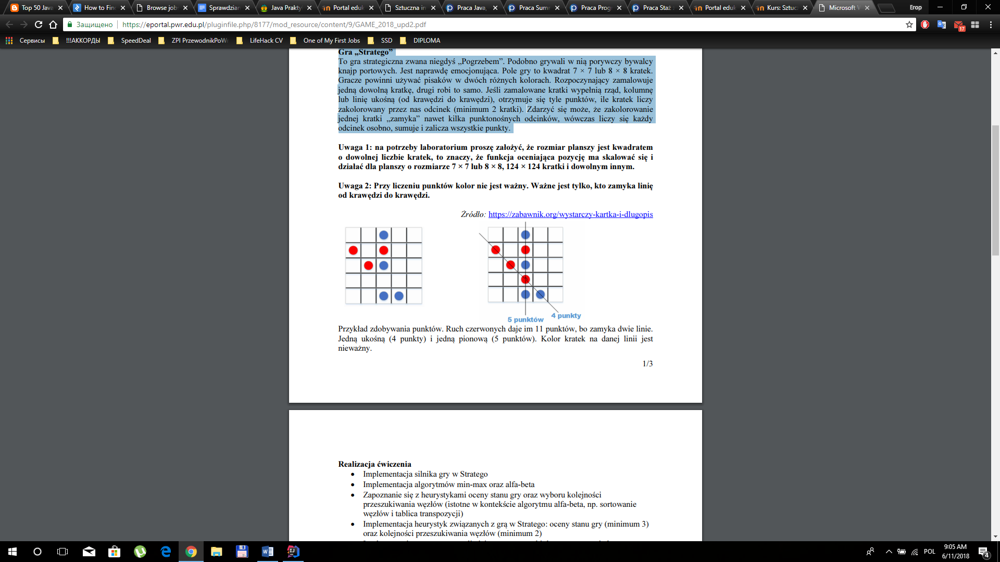 Top 50 Java
How to Find
Browse job
Sprawdzian
Java Prakty
Portal eduk
Sztuczna in
Praca Java,
Praca Sum
Praca Prog
Praca Staż
Portal eduk
Kurs: Sztuc
Microsoft W
Егор
Защищено
https://eportal.pwr.edu.pl/pluginfile.php/8177/mod_resource/content/9/GAME_2018_upd2.pdf
17
Сервисы
!!!АККОРДЫ
SpeedDeal
ZPI PrzewodnikPoW
LifeHack CV
One of My First Jobs
SSD
DIPLOMA
Gra „Stratego”
To gra strategiczna zwana niegdyś „Pogrzebem”. Podobno grywali w nią porywczy bywalcy
knajp portowych. Jest naprawdę emocjonująca. Pole gry to kwadrat 7 × 7 lub 8 × 8 kratek.
Gracze powinni używać pisaków w dwóch różnych kolorach. Rozpoczynający zamalowuje
jedną dowolną kratkę, drugi robi to samo. Jeśli zamalowane kratki wypełnią rząd, kolumnę
lub linię ukośną (od krawędzi do krawędzi), otrzymuje się tyle punktów, ile kratek liczy
zakolorowany przez nas odcinek (minimum 2 kratki). Zdarzyć się może, że zakolorowanie
jednej kratki „zamyka” nawet kilka punktonośnych odcinków, wówczas liczy się każdy
odcinek osobno, sumuje i zalicza wszystkie punkty.
Uwaga 1: na potrzeby laboratorium proszę założyć, że rozmiar planszy jest kwadratem
o dowolnej liczbie kratek, to znaczy, że funkcja oceniająca pozycję ma skalować się i
działać dla planszy o rozmiarze 7 × 7 lub 8 × 8, 124 × 124 kratki i dowolnym innym.
Uwaga 2: Przy liczeniu punktów kolor nie jest ważny. Ważne jest tylko, kto zamyka linię
od krawędzi do krawędzi.
Źródło: https://zabawnik.org/wystarczy-kartka-i-dlugopis
5 punktów
4 punkty
Przykład zdobywania punktów. Ruch czerwonych daje im 11 punktów, bo zamyka dwie linie.
Jedną ukośną (4 punkty) i jedną pionową (5 punktów). Kolor kratek na danej linii jest
nieważny.
1/3
Realizacja ćwiczenia
• Implementacja silnika gry w Stratego
• Implementacja algorytmów min-max oraz alfa-beta
• Zapoznanie się z heurystykami oceny stanu gry oraz wyboru kolejności
przeszukiwania węzłów (istotne w kontekście algorytmu alfa-beta, np. sortowanie
węzłów i tablica transpozycji)
• Implementacja heurystyk związanych z grą w Stratego: oceny stanu gry (minimum 3)
oraz kolejności przeszukiwania węzłów (minimum 2)
POL
9:05 AM
6/11/2018
4